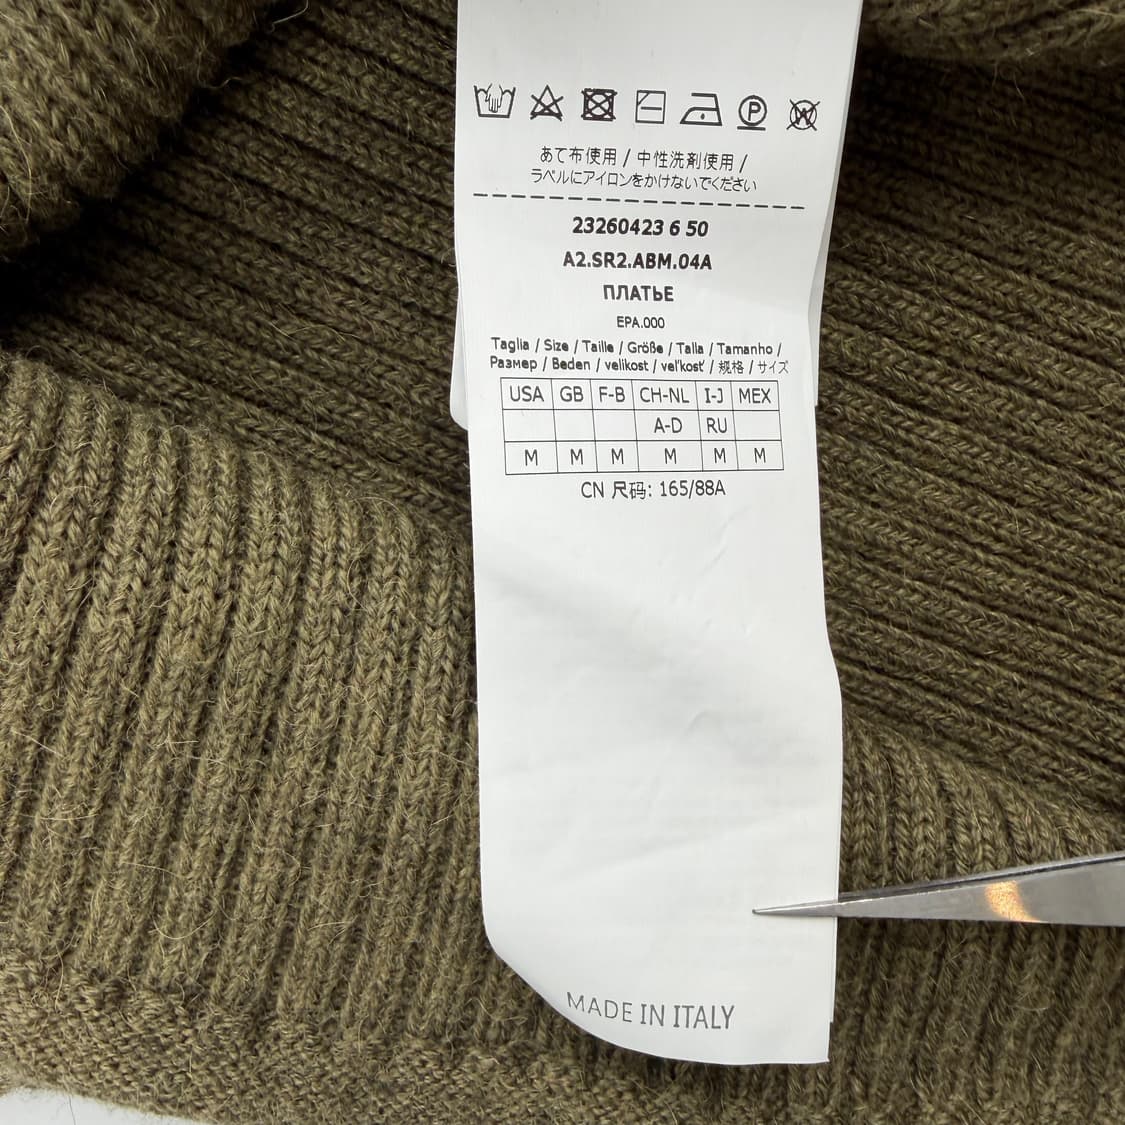 あて布使用 / 中性洗剤使用 /
ラベルにアイロンをかけないでください
23260423 6 50
A2.SR2.ABM.04A
ПЛАТЬЕ
EPA.000
Taglia / Size / Taille / Größe / Talla / Tamanho /
Размер / Beden / velikost / veľkosť / 规格 / サイズ
USA GB F-B CH-NL I-J MEX
A-D RU
M M M M M M
CN 尺码: 165/88A
MADE IN ITALY